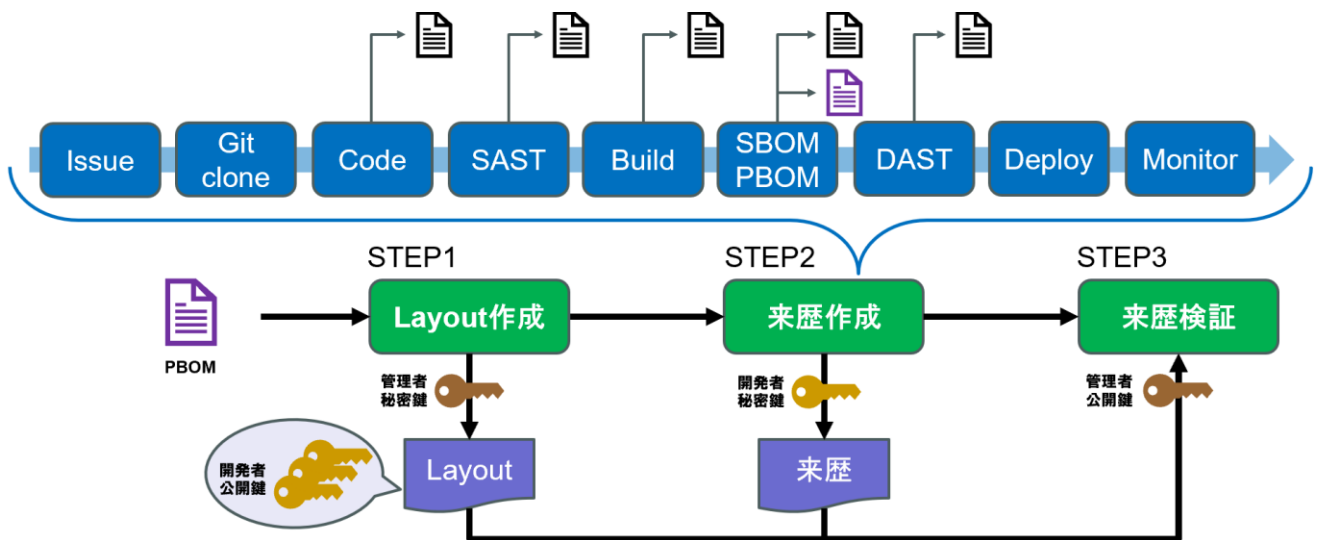 Issue
Git
clone
Code
SAST
Build
SBOM
PBOM
DAST
Deploy
Monitor
STEP1
STEP2
STEP3
PBOM
Layout作成
来歴作成
来歴検証
管理者
秘密鍵
開発者
秘密鍵
管理者
公開鍵
開発者
公開鍵
Layout
来歴